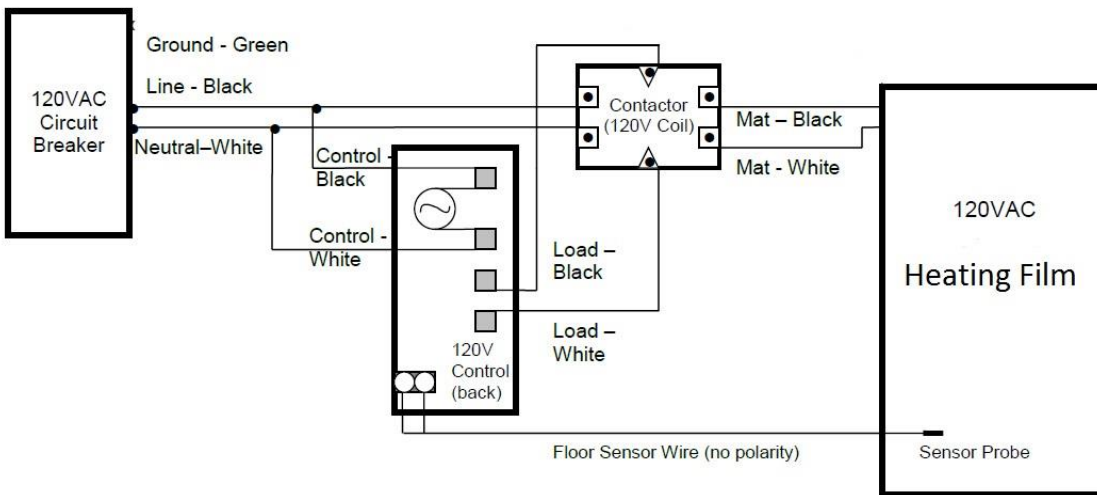 120VAC
Circuit
Breaker
Ground - Green
Line - Black
Neutral–White
Control -
Black
Control -
White
120V
Control
(back)
Contactor
(120V Coil)
Load –
Black
Load –
White
Mat – Black
Mat - White
120VAC
Heating Film
Floor Sensor Wire (no polarity)
Sensor Probe